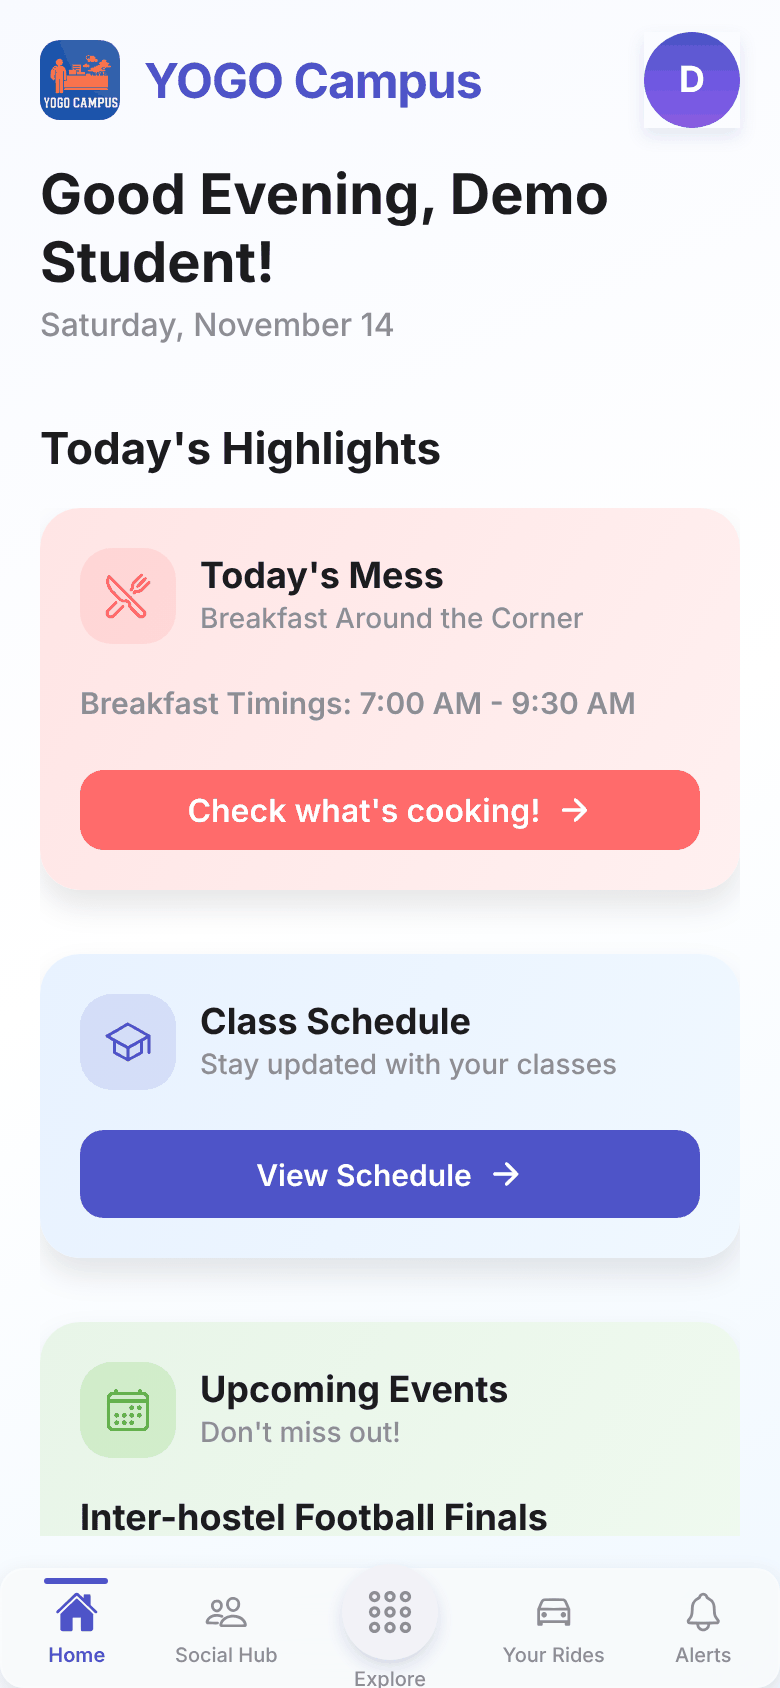 YOGO CAMPUS
YOGO Campus
D
Good Evening, Demo
Student!
Saturday, November 14
Today's Highlights
Today's Mess
Breakfast Around the Corner
Breakfast Timings: 7:00 AM - 9:30 AM
Check what's cooking! →
Class Schedule
Stay updated with your classes
View Schedule →
Upcoming Events
Don't miss out!
Inter-hostel Football Finals
Home
Social Hub
Explore
Your Rides
Alerts